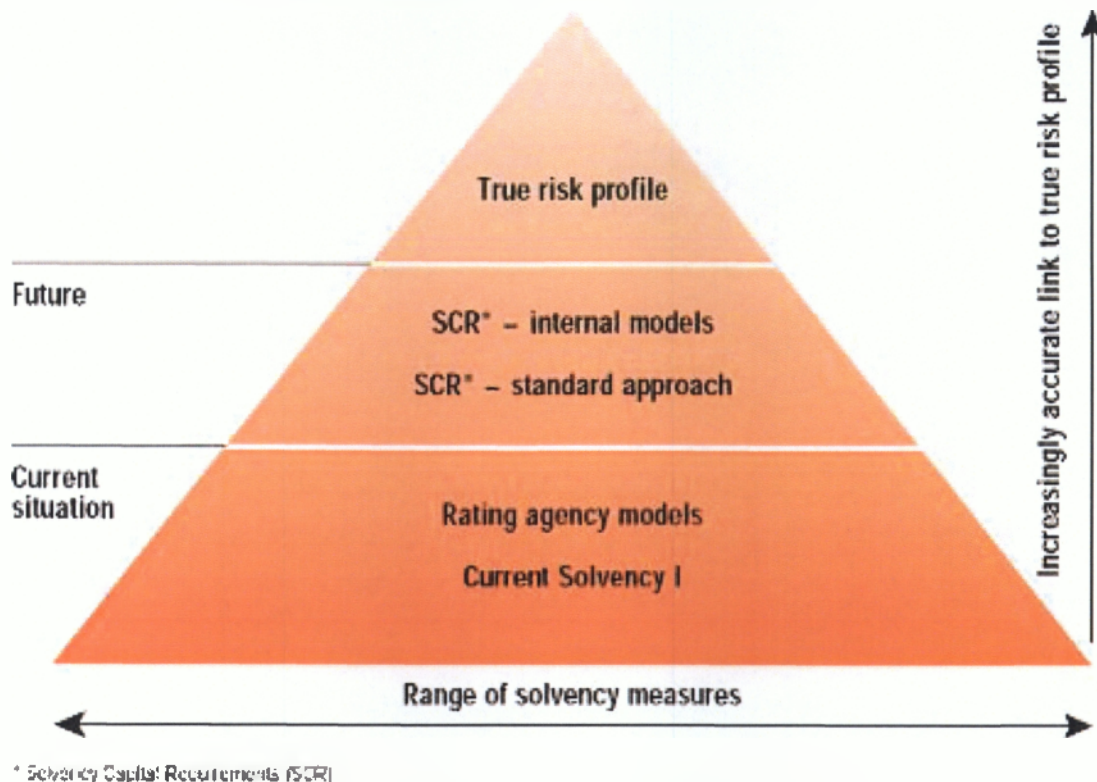 True risk profile
Future
SCR* – internal models
SCR* – standard approach
Current
situation
Rating agency models
Current Solvency I
Range of solvency measures
Increasingly accurate link to true risk profile
* Solvency Capital Requirements (SCR)